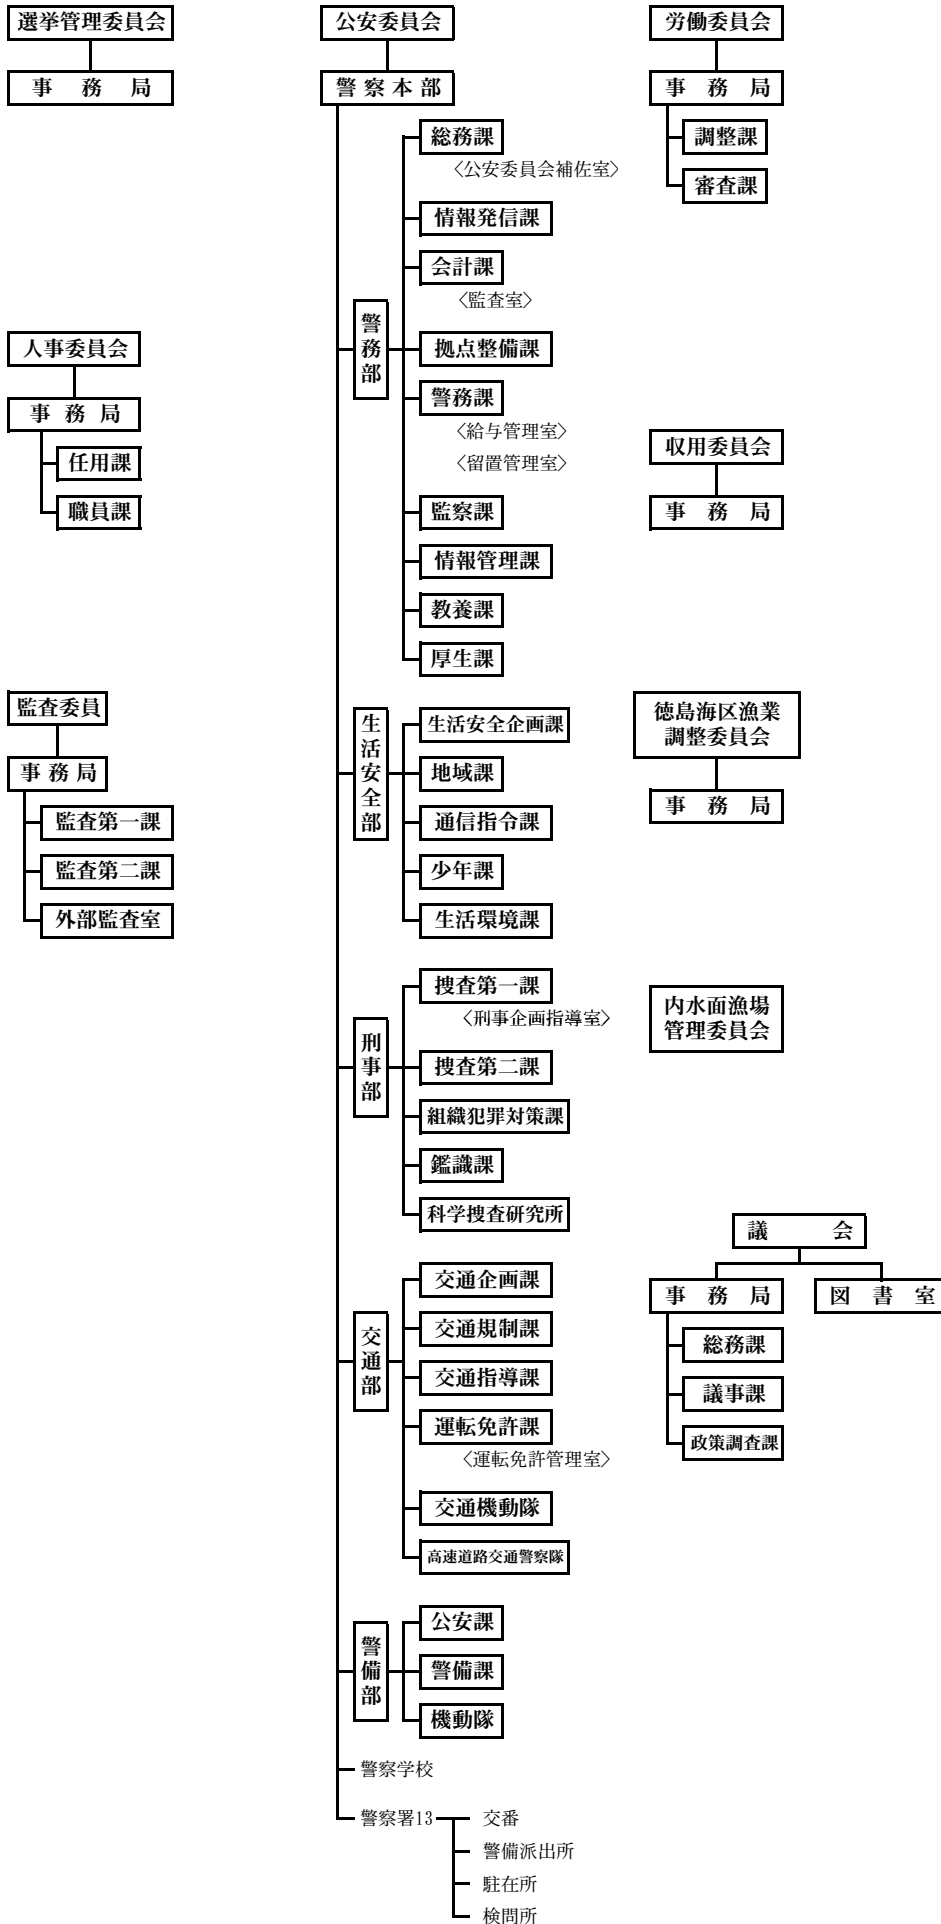 選挙管理委員会
事務局
人事委員会
事務局
任用課
職員課
監査委員
事務局
監査第一課
監査第二課
外部監査室
公安委員会
警察本部
警務部
総務課
〈公安委員会補佐室〉
情報発信課
会計課
〈監査室〉
拠点整備課
警務課
〈給与管理室〉
〈留置管理室〉
監察課
情報管理課
教養課
厚生課
生活安全部
生活安全企画課
地域課
通信指令課
少年課
生活環境課
刑事部
捜査第一課
〈刑事企画指導室〉
捜査第二課
組織犯罪対策課
鑑識課
科学捜査研究所
交通部
交通企画課
交通規制課
交通指導課
運転免許課
〈運転免許管理室〉
交通機動隊
高速道路交通警察隊
警備部
公安課
警備課
機動隊
警察学校
警察署13
交番
警備派出所
駐在所
検問所
労働委員会
事務局
調整課
審査課
収用委員会
事務局
徳島海区漁業
調整委員会
事務局
内水面漁場
管理委員会
議会
事務局
総務課
議事課
政策調査課
図書室